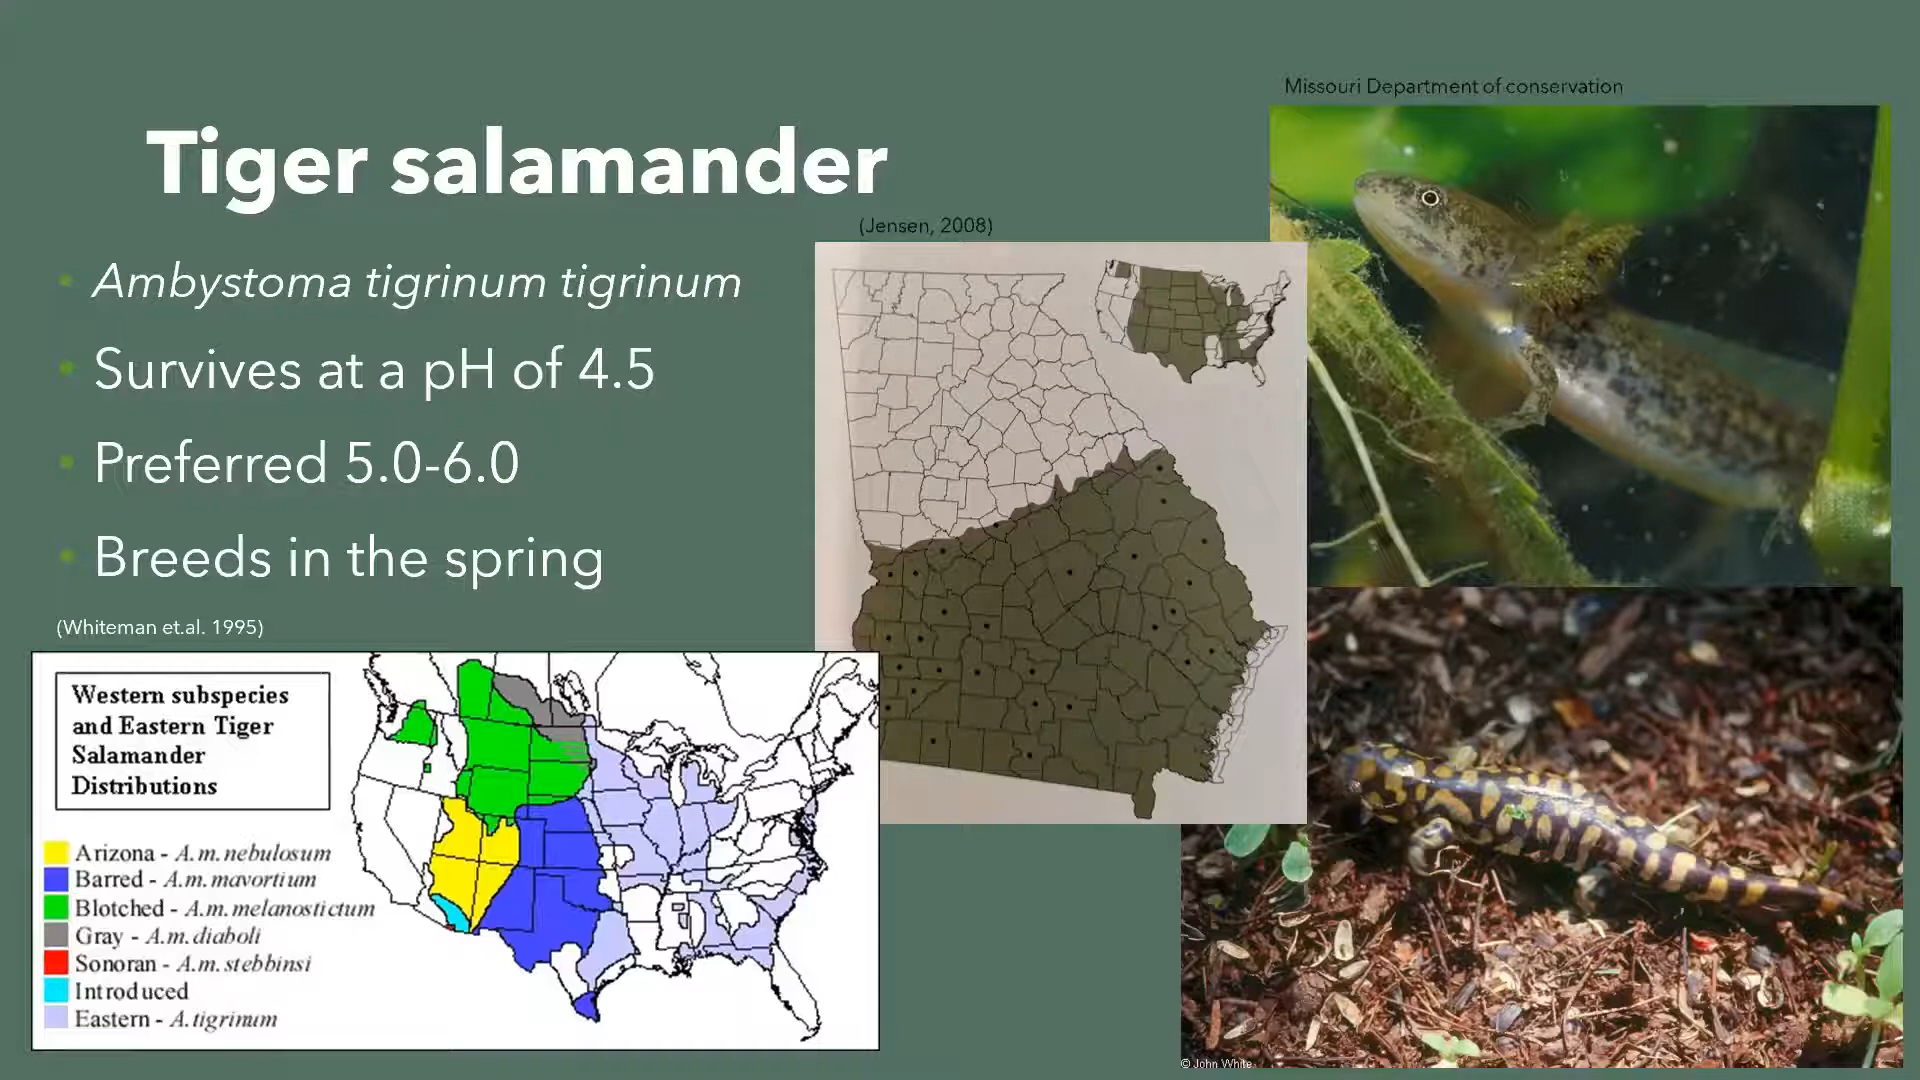 Missouri Department of conservation
Tiger salamander
(Jensen, 2008)
• Ambystoma tigrinum tigrinum
• Survives at a pH of 4.5
• Preferred 5.0-6.0
• Breeds in the spring
(Whiteman et.al. 1995)
Western subspecies
and Eastern Tiger
Salamander
Distributions
Arizona - A.m.nebulosum
Barred - A.m.mavortium
Blotched - A.m.melanostictum
Gray - A.m.diaboli
Sonoran - A.m.stebbinsi
Introduced
Eastern - A.tigrinum
© John White